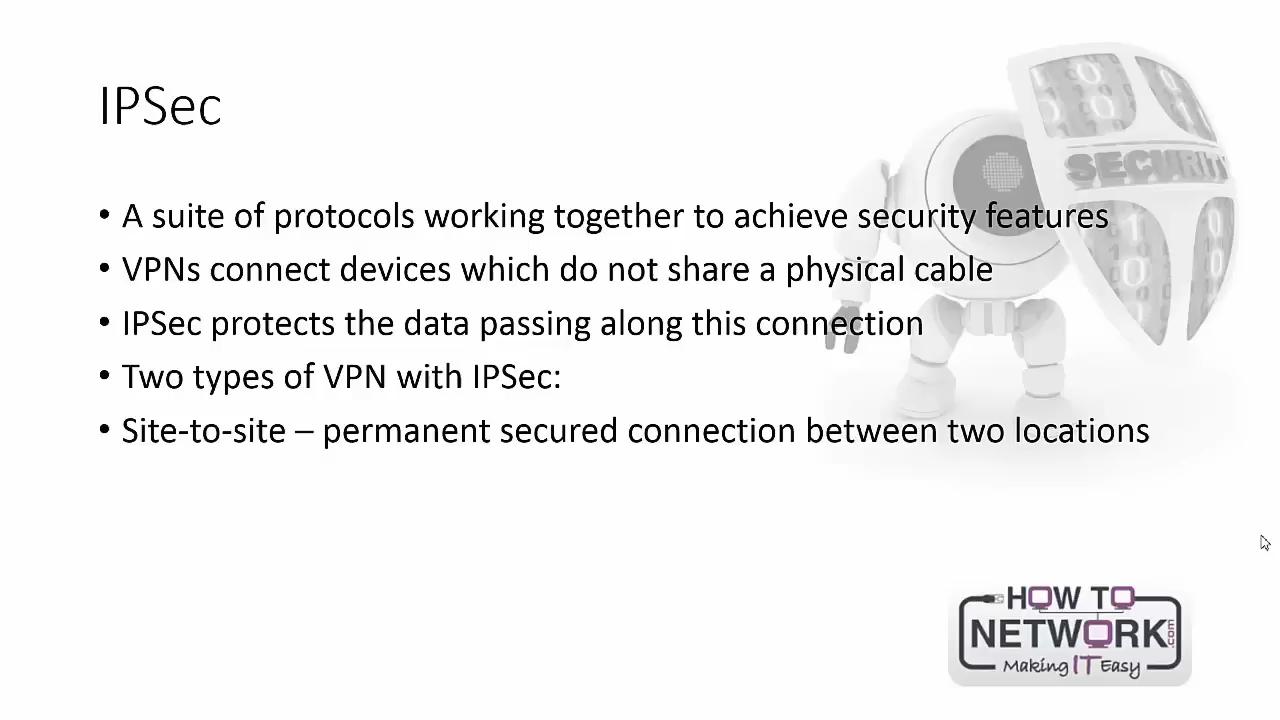 IPSec
SECURITY
• A suite of protocols working together to achieve security features
• VPNs connect devices which do not share a physical cable
• IPSec protects the data passing along this connection
• Two types of VPN with IPSec:
• Site-to-site – permanent secured connection between two locations
HOW TO
NETWORK.com
Making IT Easy